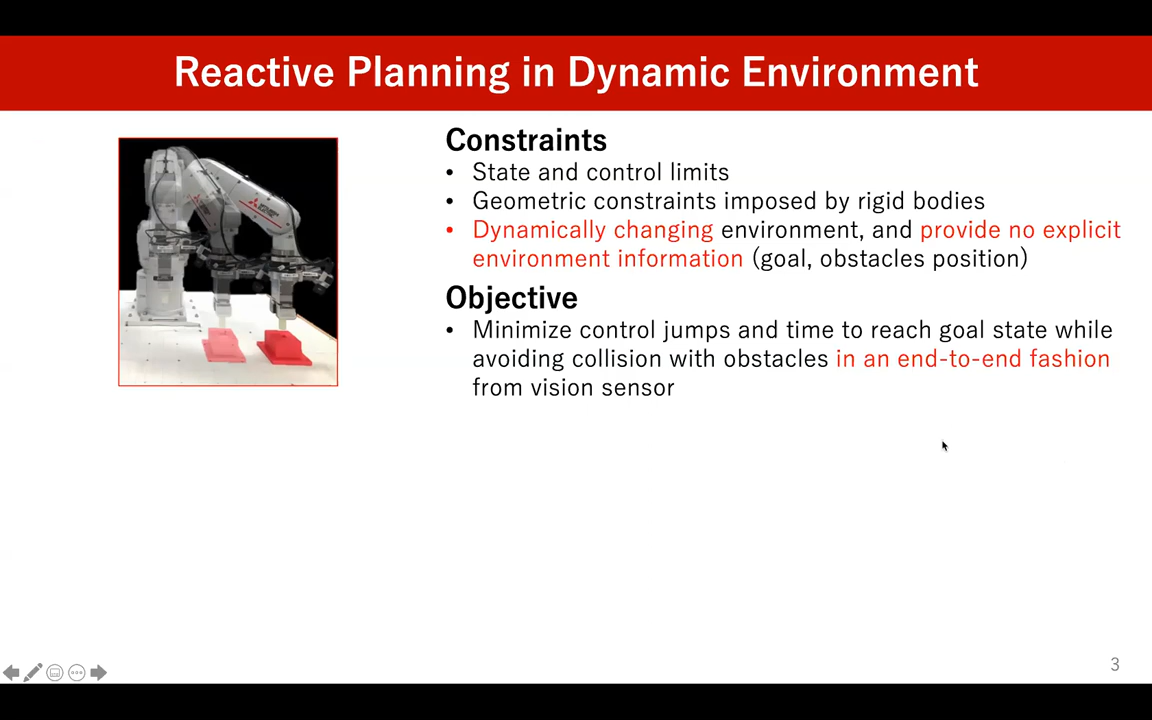 Reactive Planning in Dynamic Environment
Constraints
• State and control limits
• Geometric constraints imposed by rigid bodies
• Dynamically changing environment, and provide no explicit
environment information (goal, obstacles position)
Objective
• Minimize control jumps and time to reach goal state while
avoiding collision with obstacles in an end-to-end fashion
from vision sensor
3